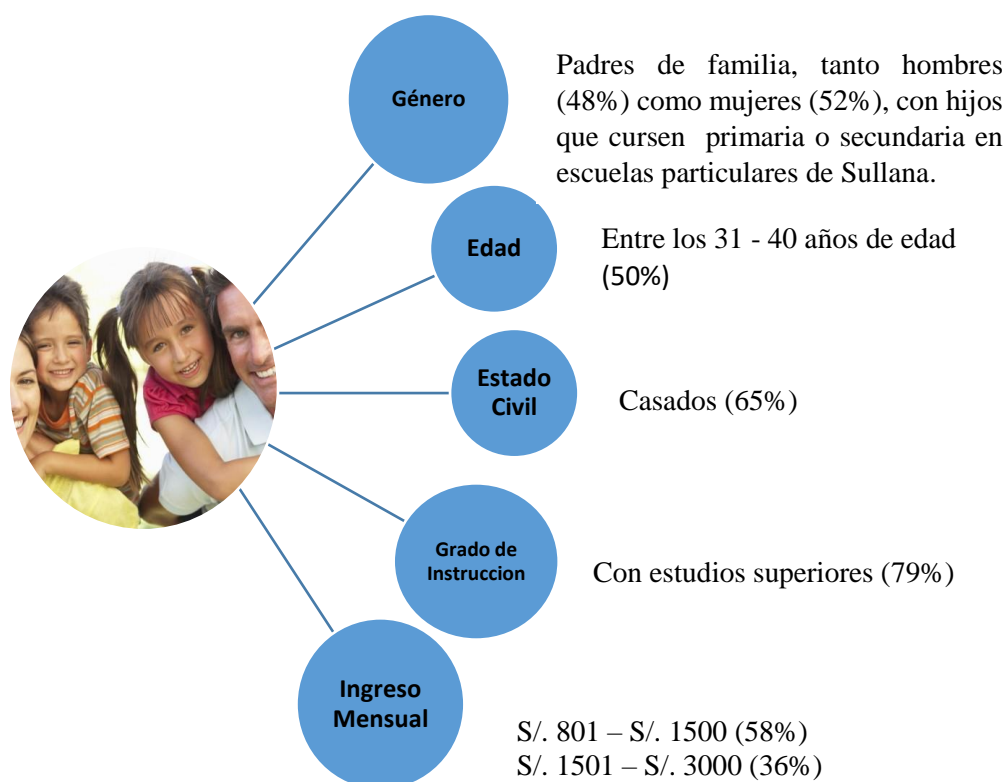 Género
Padres de familia, tanto hombres
(48%) como mujeres (52%), con hijos
que cursen primaria o secundaria en
escuelas particulares de Sullana.
Edad
Entre los 31 - 40 años de edad
(50%)
Estado
Civil
Casados (65%)
Grado de
Instruccion
Con estudios superiores (79%)
Ingreso
Mensual
S/. 801 – S/. 1500 (58%)
S/. 1501 – S/. 3000 (36%)